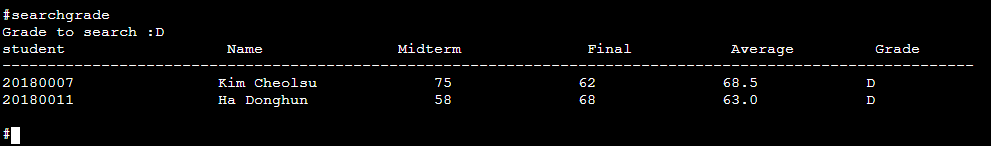 #searchgrade
Grade to search :D
student Name Midterm Final Average Grade
--------------------------------------------------------------------------------------------------------------
20180007 Kim Cheolsu 75 62 68.5 D
20180011 Ha Donghun 58 68 63.0 D
#